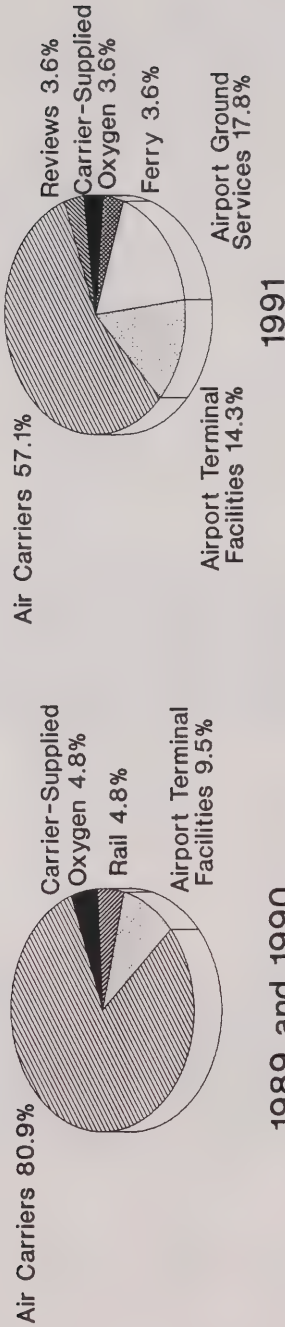 Air Carriers 80.9%
Carrier-Supplied
Oxygen 4.8%
Rail 4.8%
Airport Terminal
Facilities 9.5%
1989 and 1990
Air Carriers 57.1%
Reviews 3.6%
Carrier-Supplied
Oxygen 3.6%
Ferry 3.6%
Airport Ground
Services 17.8%
Airport Terminal
Facilities 14.3%
1991